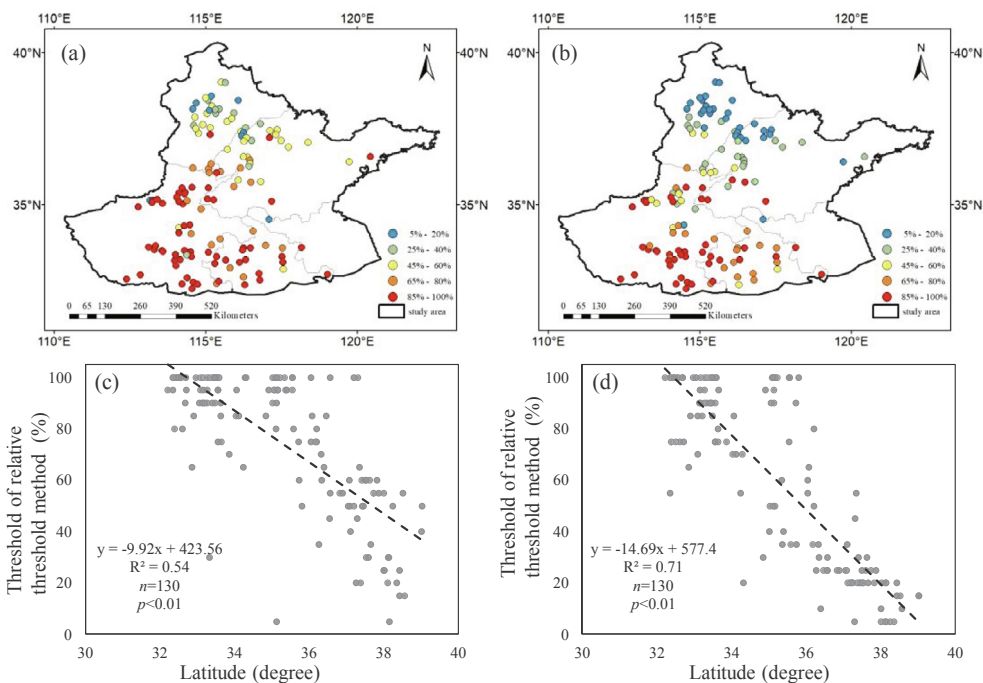 110°E 115°E 120°E
(a)
N
40°N
40°N
35°N
35°N
5% - 20%
25% - 40%
45% - 60%
65% - 80%
85% - 100%
study area
0 65 130 260 390 520
Kilometers
110°E 115°E 120°E
110°E 115°E 120°E
(b)
N
40°N
40°N
35°N
35°N
5% - 20%
25% - 40%
45% - 60%
65% - 80%
85% - 100%
study area
0 65 130 260 390 520
Kilometers
110°E 115°E 120°E
(c)
Threshold of relative
threshold method (%)
100
80
60
40
20
0
y = -9.92x + 423.56
R² = 0.54
n=130
p<0.01
30 32 34 36 38 40
Latitude (degree)
(d)
Threshold of relative
threshold method (%)
100
80
60
40
20
0
y = -14.69x + 577.4
R² = 0.71
n=130
p<0.01
30 32 34 36 38 40
Latitude (degree)